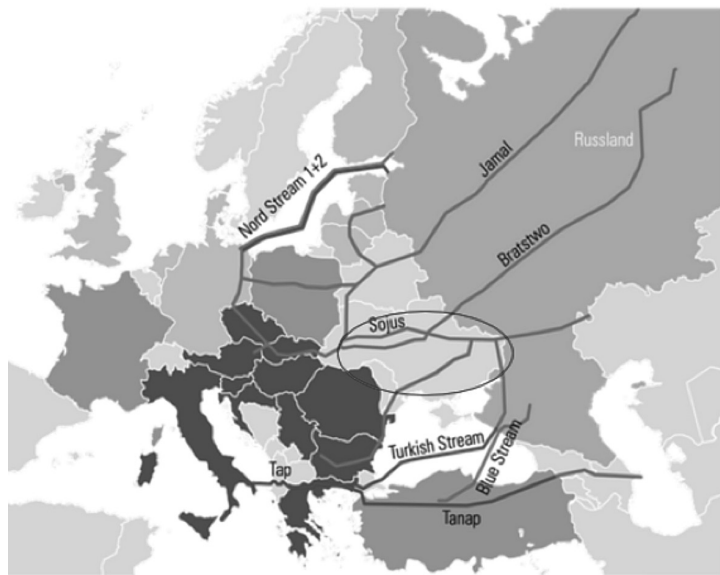 Russland
Jamal
Nord Stream 1+2
Bratstwo
Sojus
Turkish Stream
Blue Stream
Tap
Tanap